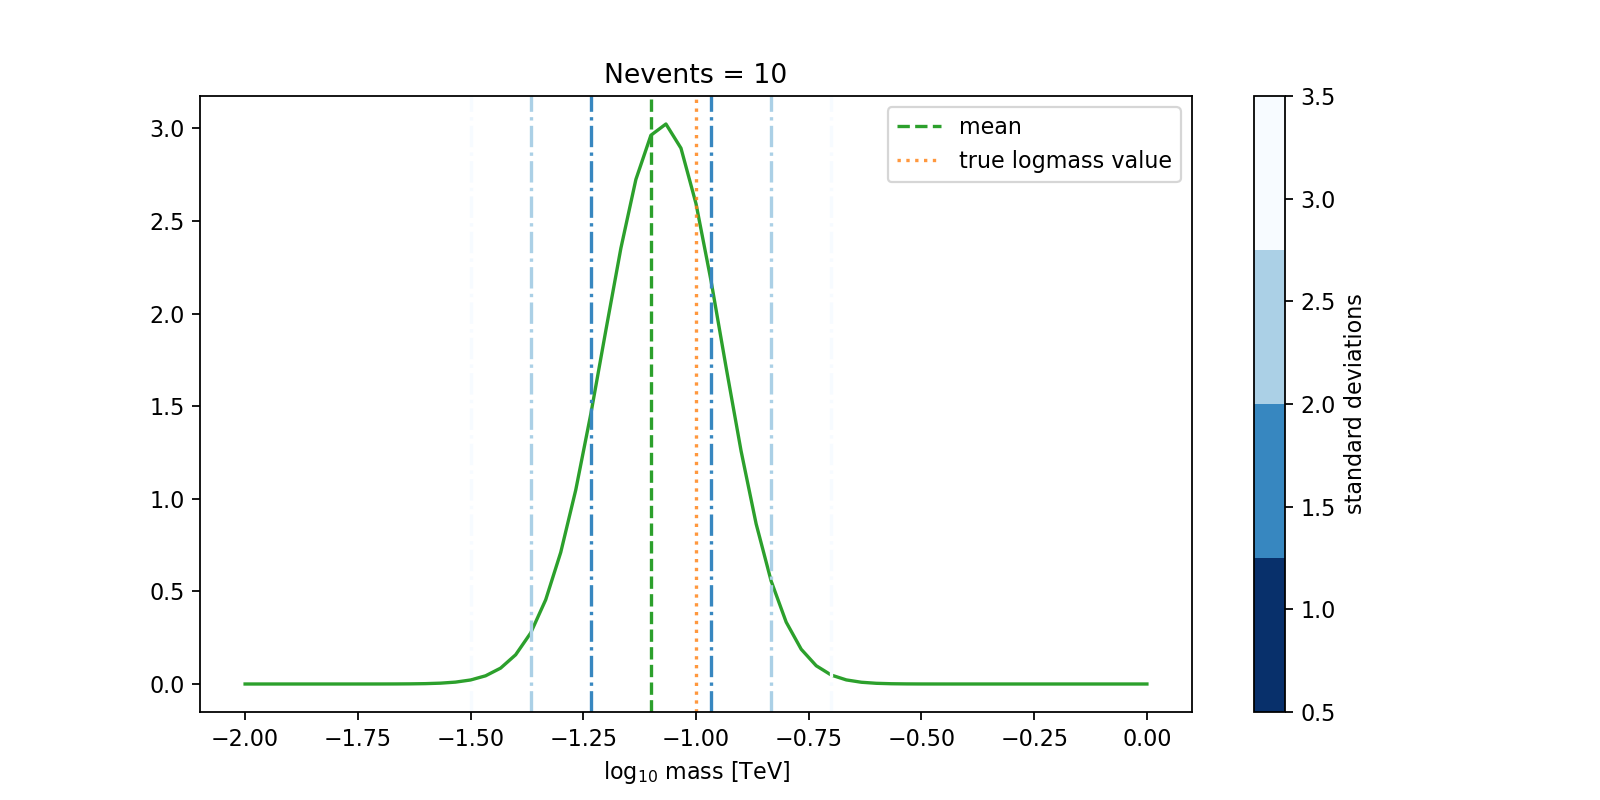 Nevents = 10
mean
true logmass value
3.0
2.5
2.0
1.5
1.0
0.5
0.0
−2.00 −1.75 −1.50 −1.25 −1.00 −0.75 −0.50 −0.25 0.00
log₁₀ mass [TeV]
3.5
3.0
2.5
2.0
1.5
1.0
0.5
standard deviations